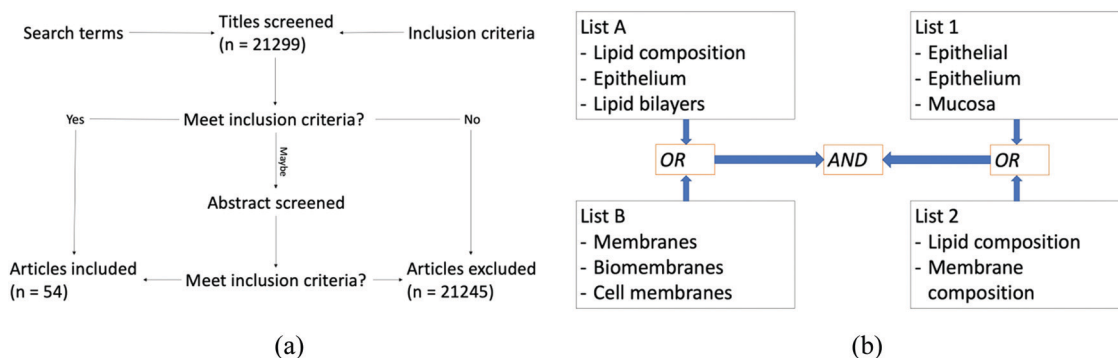 Search terms
Titles screened
(n = 21299)
Inclusion criteria
Yes
Meet inclusion criteria?
No
Maybe
Abstract screened
Articles included
(n = 54)
Meet inclusion criteria?
Articles excluded
(n = 21245)
(a)
List A
- Lipid composition
- Epithelium
- Lipid bilayers
List 1
- Epithelial
- Epithelium
- Mucosa
OR
AND
OR
List B
- Membranes
- Biomembranes
- Cell membranes
List 2
- Lipid composition
- Membrane
composition
(b)